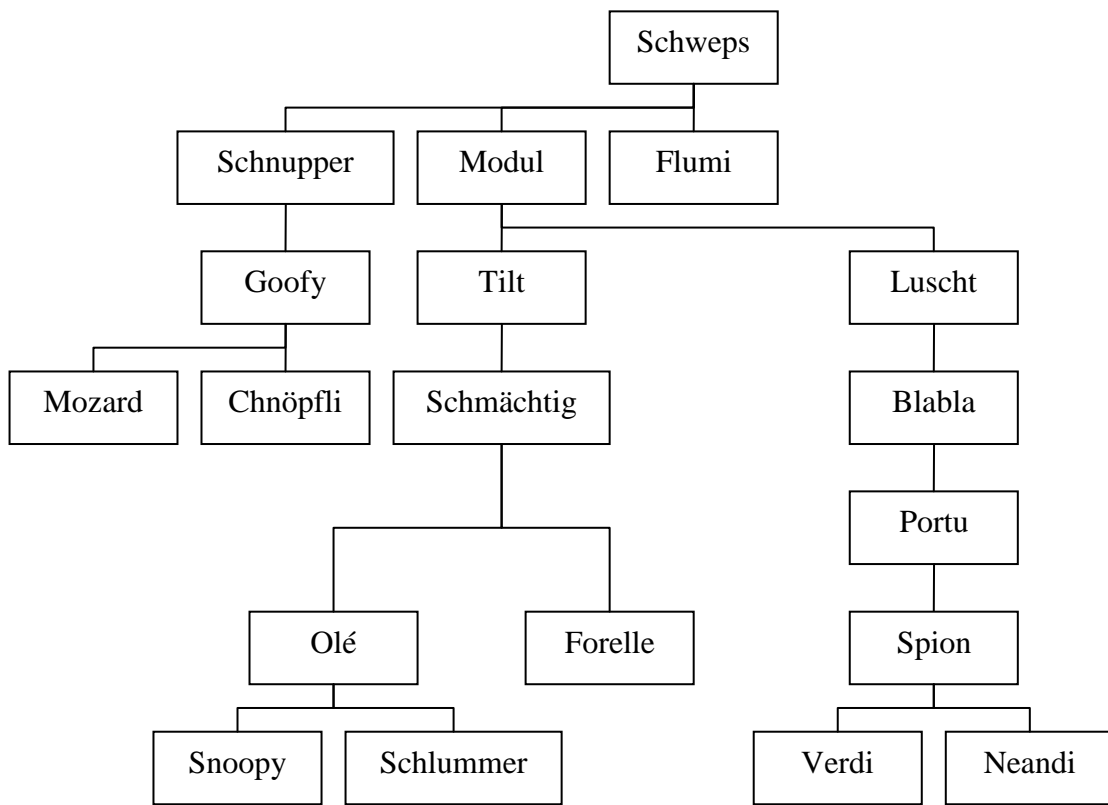 Schweps
Schnupper
Modul
Flumi
Goofy
Tilt
Luscht
Mozard
Chnöpfli
Schmächtig
Blabla
Portu
Olé
Forelle
Spion
Snoopy
Schlummer
Verdi
Neandi